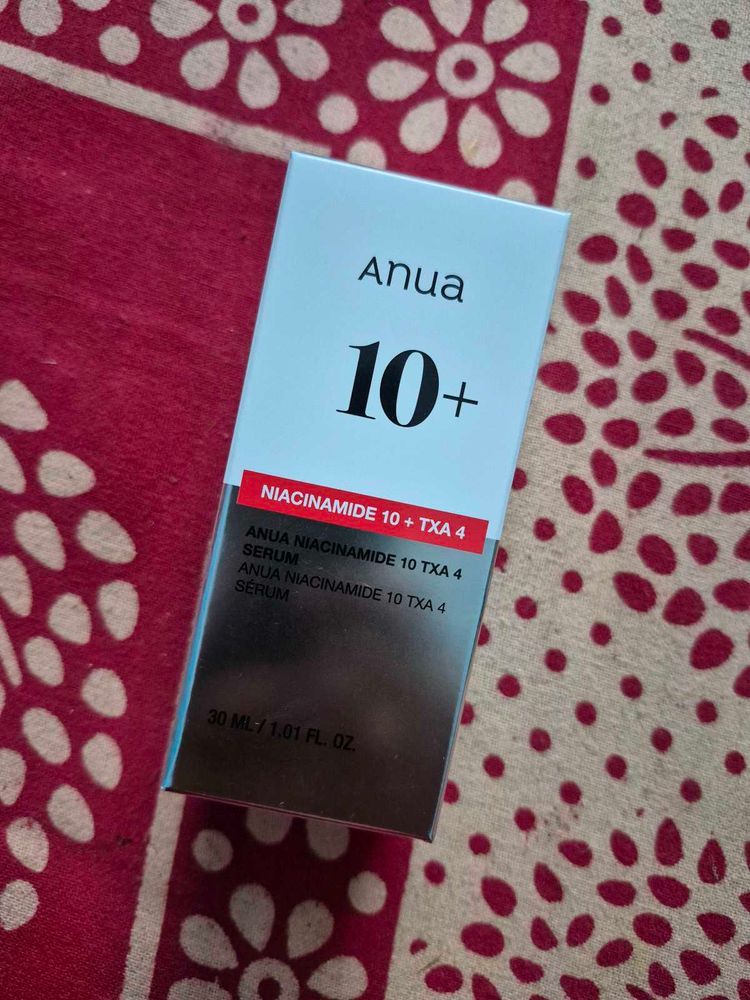 Anua
10+
NIACINAMIDE 10 + TXA 4
ANUA NIACINAMIDE 10 TXA 4
SERUM
ANUA NIACINAMIDE 10 TXA 4
SÉRUM
30 ML / 1.01 FL. OZ.